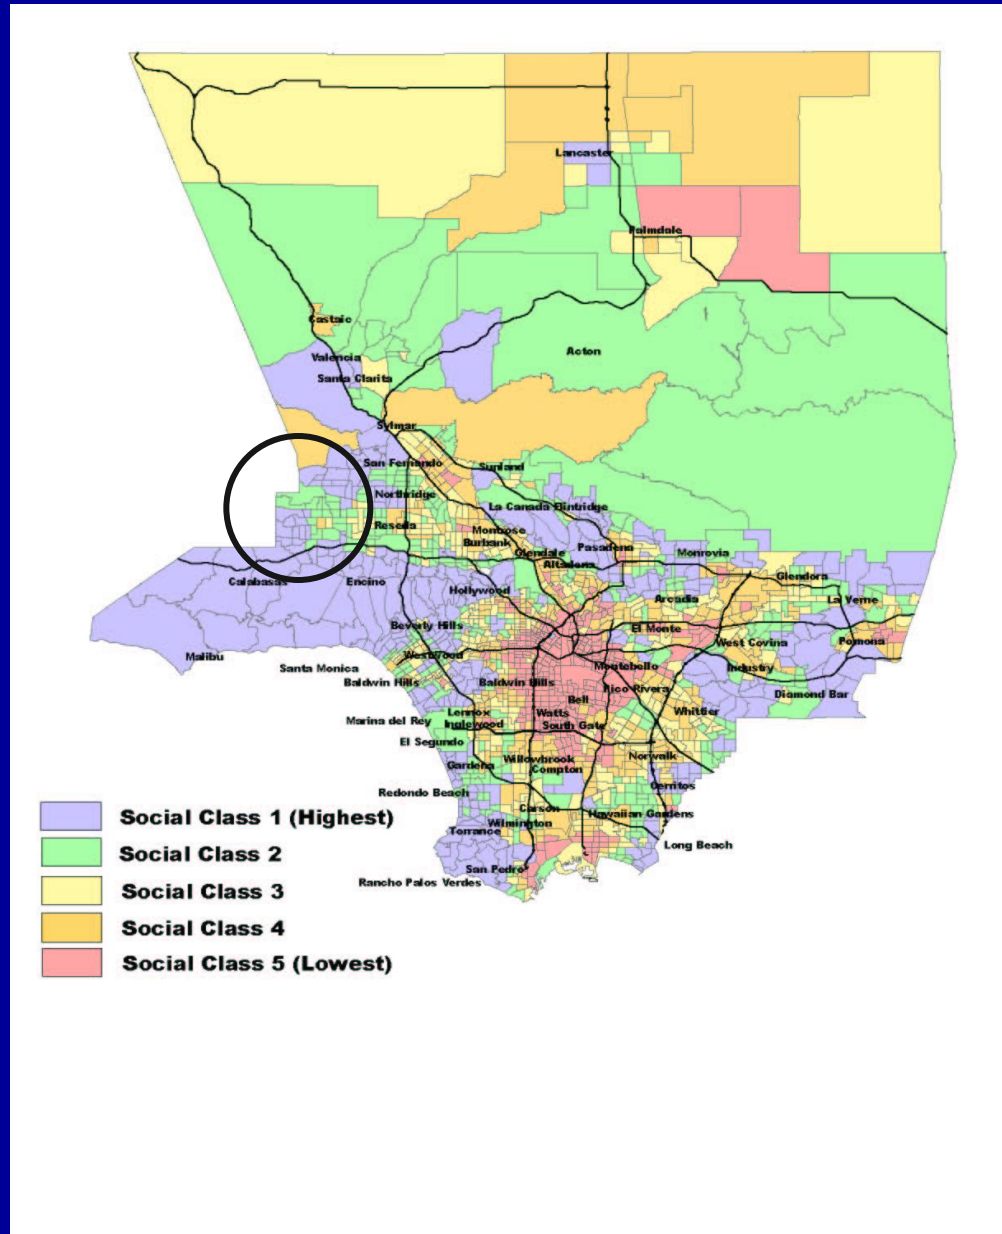 Lancaster
Palmdale
Castaic
Acton
Valencia
Santa Clarita
Sylmar
San Fernando
Sunland
Northridge
La Canada Flintridge
Reseda
Montrose
Burbank
Pasadena
Glendale
Monrovia
Altadena
Glendora
Calabasas
Encino
Hollywood
Arcadia
La Verne
Beverly Hills
El Monte
West Covina
Pomona
Malibu
Westwood
Santa Monica
Montebello
Industry
Baldwin Hills
Baldwin Hills
Pico Rivera
Diamond Bar
Bell
Marina del Rey
Lennox
Watts
Whittier
Inglewood
South Gate
El Segundo
Gardena
Willowbrook
Norwalk
Compton
Redondo Beach
Cerritos
Carson
Hawaiian Gardens
Social Class 1 (Highest)
Wilmington
Torrance
Long Beach
Social Class 2
San Pedro
Rancho Palos Verdes
Social Class 3
Social Class 4
Social Class 5 (Lowest)